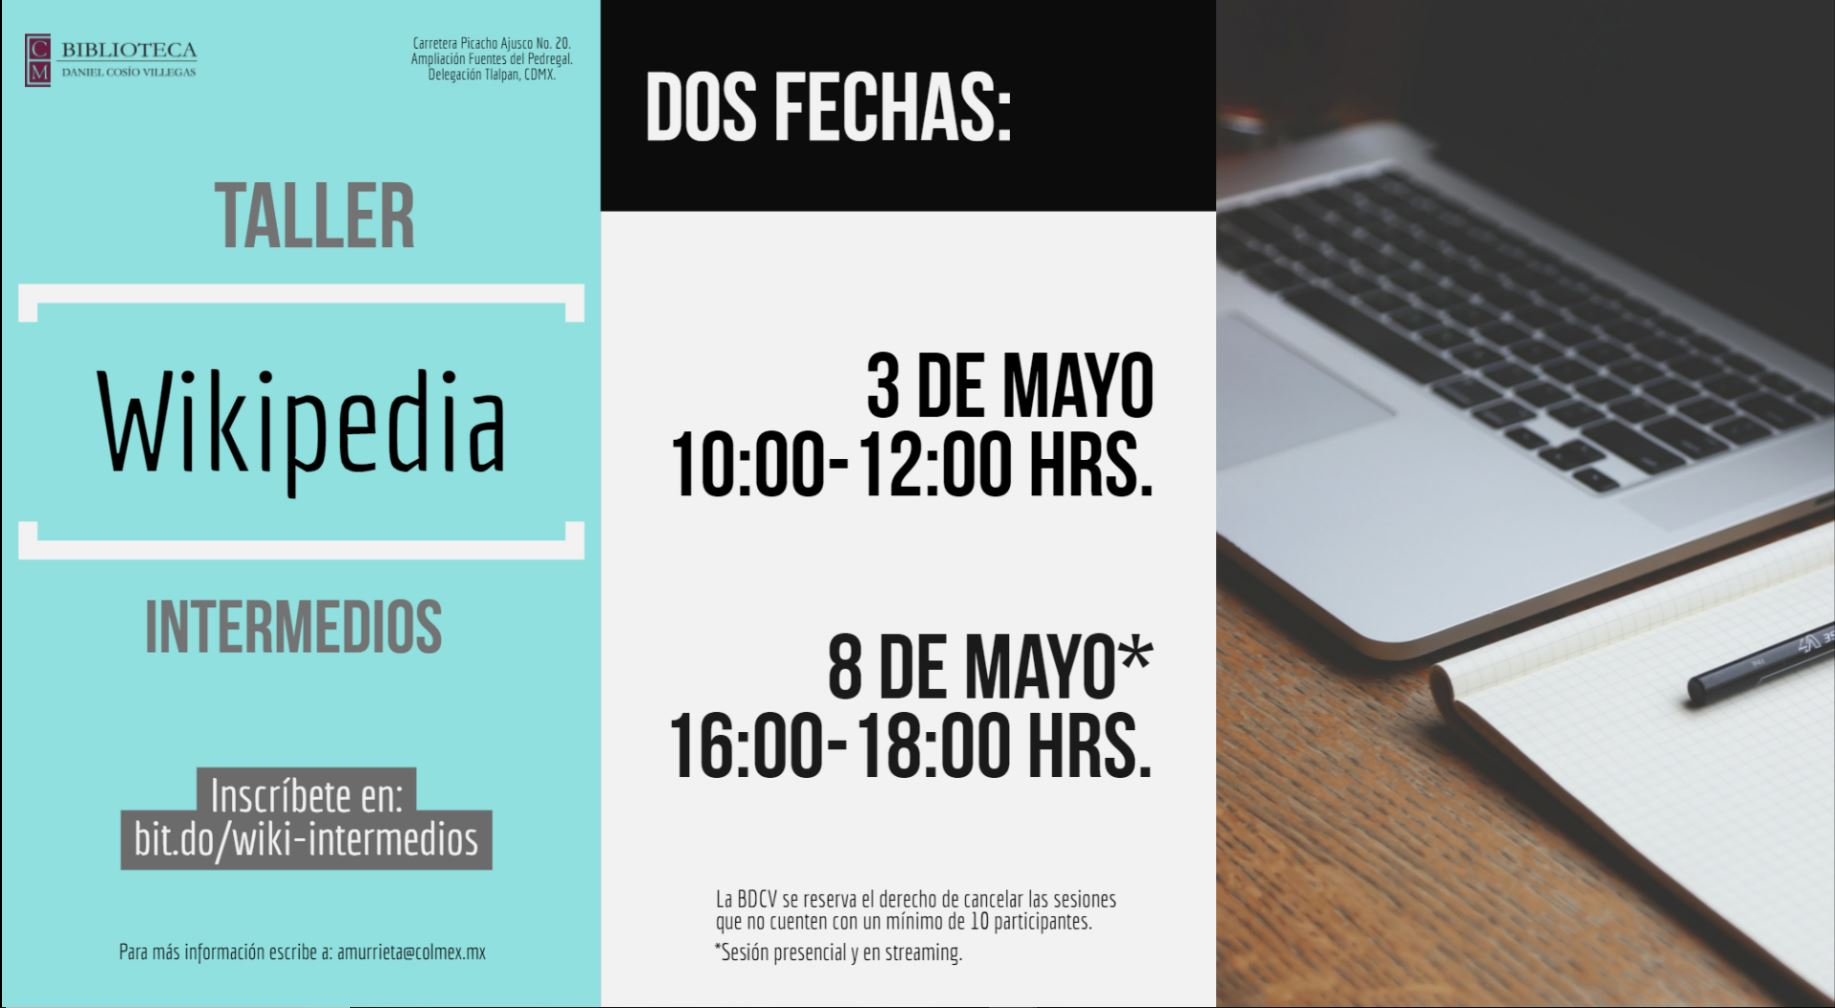 CM
BIBLIOTECA
DANIEL COSÍO VILLEGAS
Carretera Picacho Ajusco No. 20.
Ampliación Fuentes del Pedregal.
Delegación Tlalpan, CDMX.
TALLER
Wikipedia
INTERMEDIOS
Inscríbete en:
bit.do/wiki-intermedios
Para más información escribe a: amurrieta@colmex.mx
DOS FECHAS:
3 DE MAYO
10:00-12:00 HRS.
8 DE MAYO*
16:00-18:00 HRS.
La BDCV se reserva el derecho de cancelar las sesiones
que no cuenten con un mínimo de 10 participantes.
*Sesión presencial y en streaming.